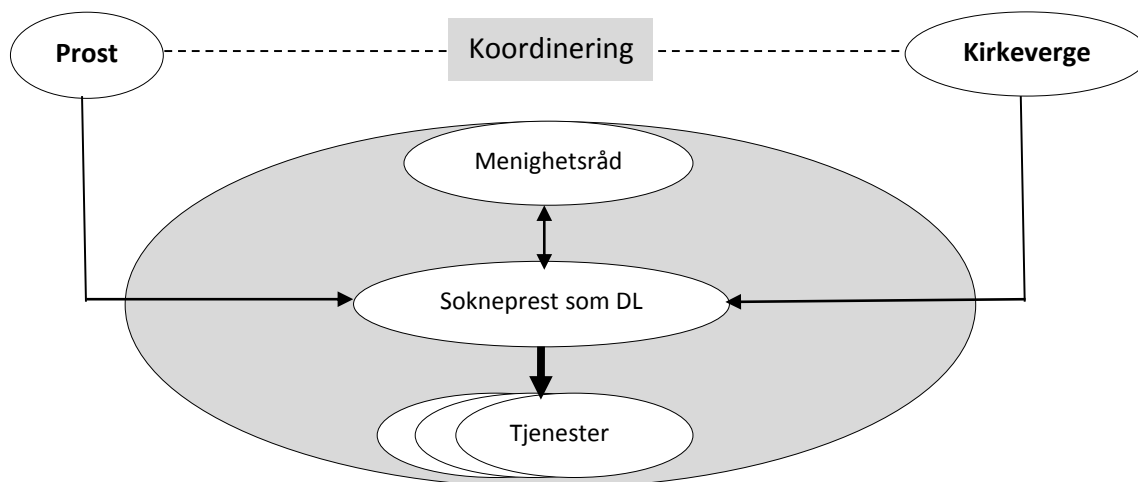 Prost
Koordinering
Kirkeverge
Menighetsråd
Sokneprest som DL
Tjenester